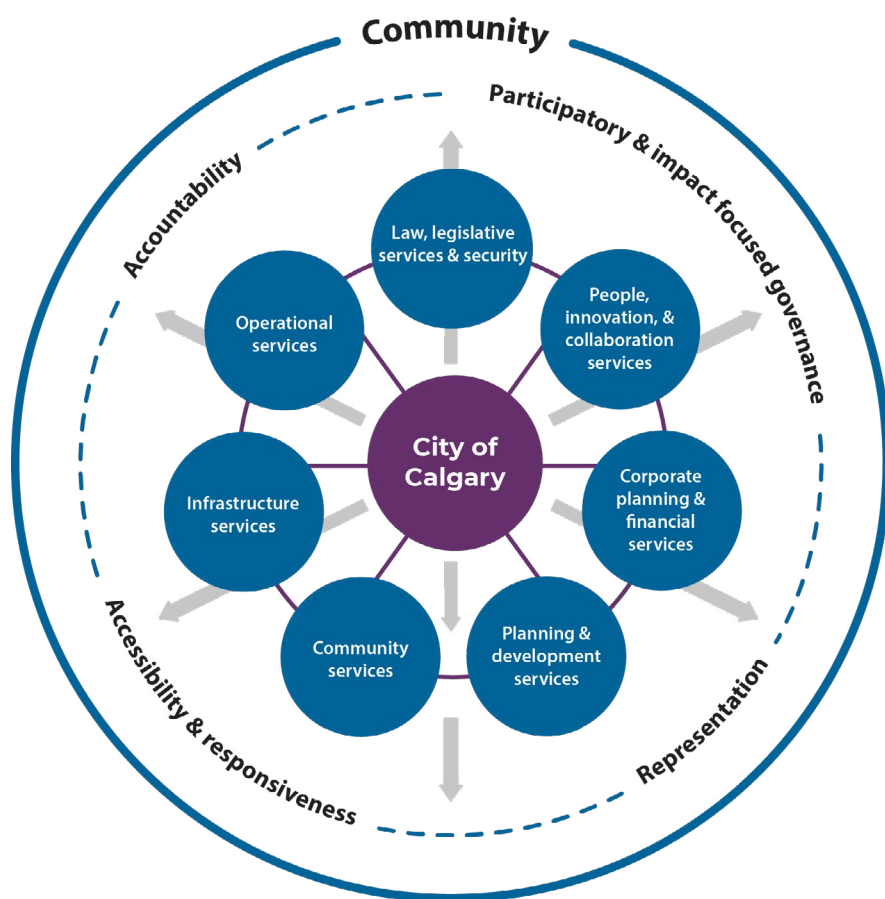 Community
Participatory & impact focused governance
Accountability
Law, legislative
services & security
People,
innovation, &
collaboration
services
Operational
services
City of
Calgary
Corporate
planning &
financial
services
Infrastructure
services
Planning &
development
services
Community
services
Accessibility & responsiveness
Representation